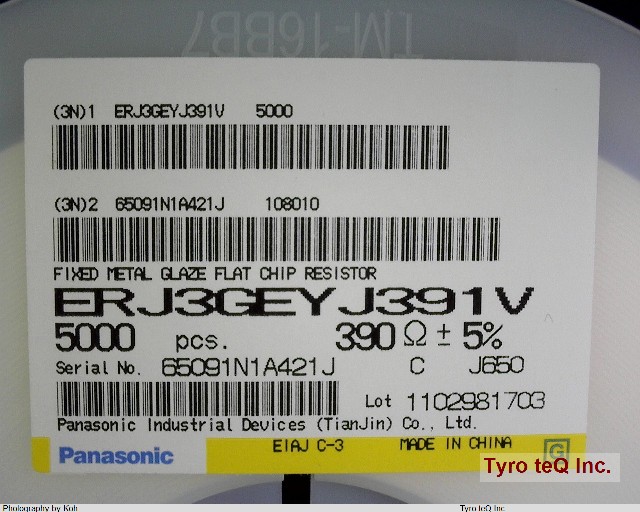 TM-16BB7
(3N)1 ERJ3GEYJ391V 5000
(3N)2 65091N1A421J 108010
FIXED METAL GLAZE FLAT CHIP RESISTOR
ERJ3GEYJ391V
5000 pcs. 390 Ω ± 5%
Serial No. 65091N1A421J C J650
Lot 1102981703
Panasonic Industrial Devices (TianJin) Co., Ltd.
Panasonic EIAJ C-3 MADE IN CHINA G
Tyro teQ Inc.
Photography by Koh Tyro teQ Inc